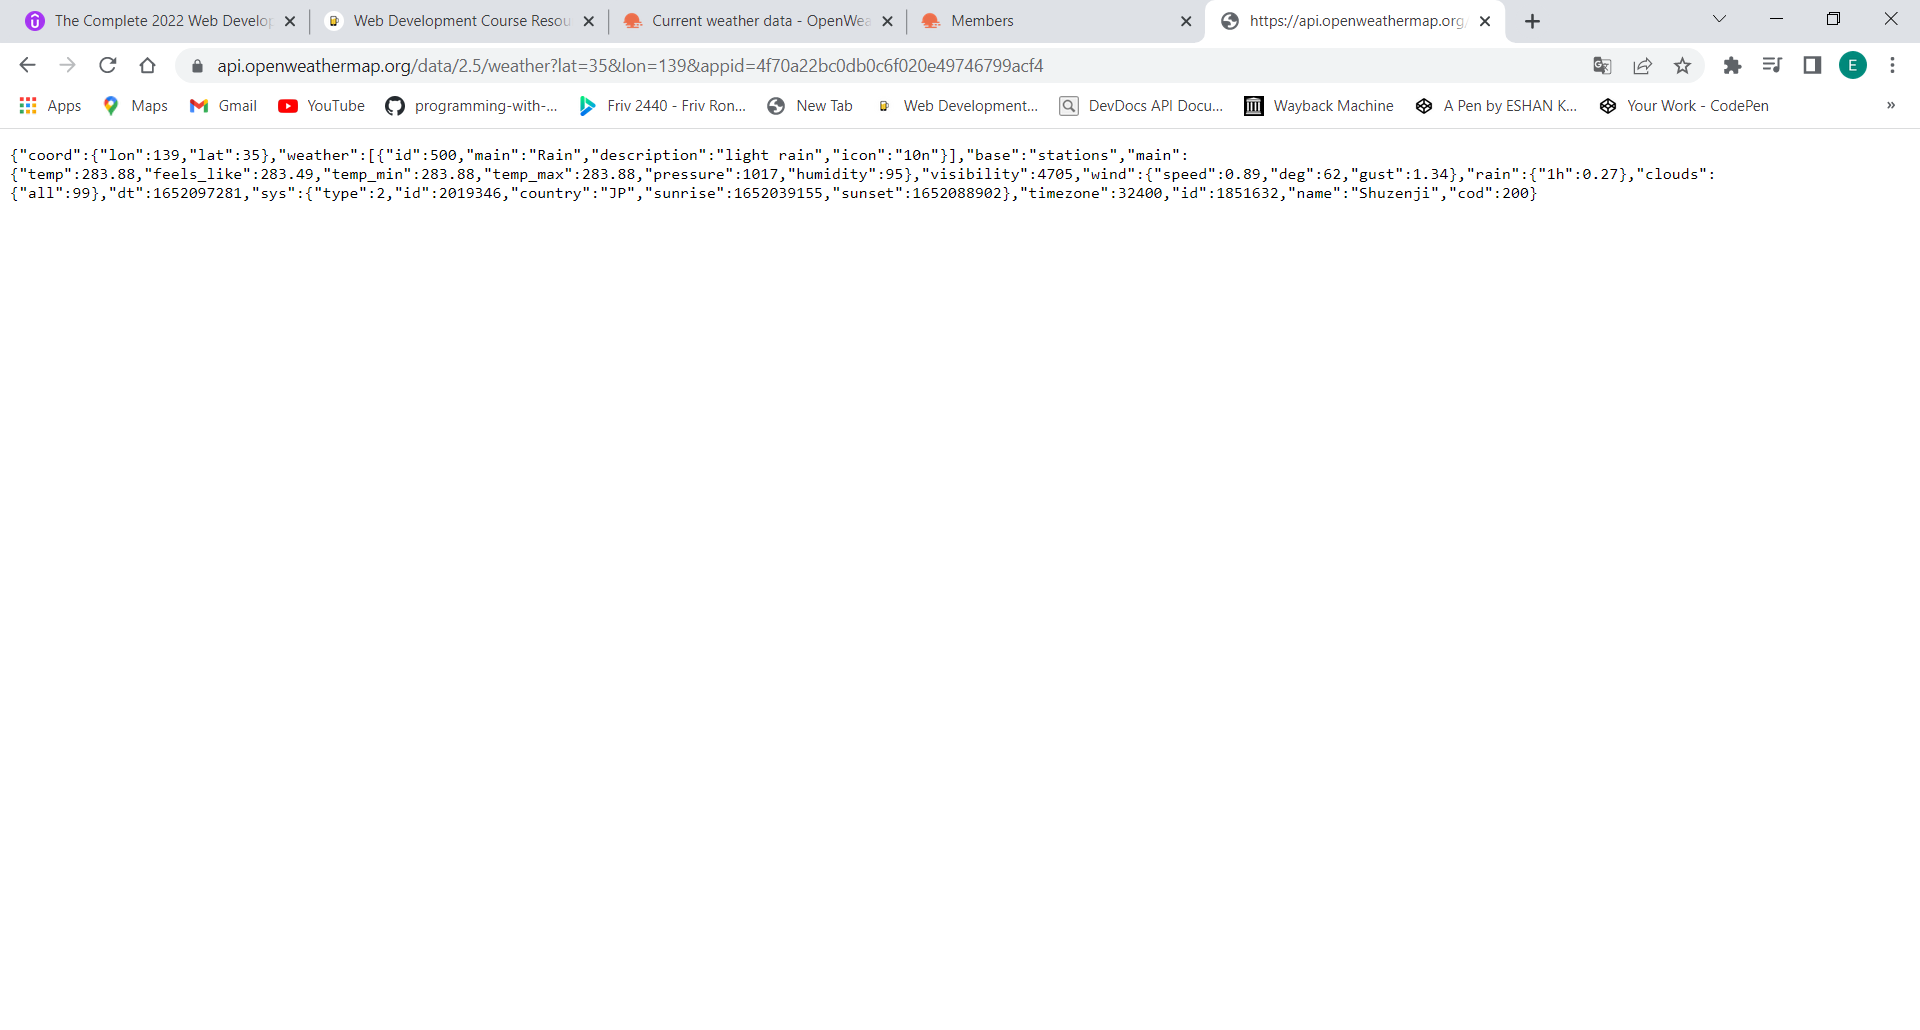 The Complete 2022 Web Develop
Web Development Course Resou
Current weather data - OpenWea
Members
https://api.openweathermap.org/
api.openweathermap.org/data/2.5/weather?lat=35&lon=139&appid=4f70a22bc0db0c6f020e49746799acf4
E
Apps
Maps
Gmail
YouTube
programming-with-...
Friv 2440 - Friv Ron...
New Tab
Web Development...
DevDocs API Docu...
Wayback Machine
A Pen by ESHAN K...
Your Work - CodePen
»
{"coord":{"lon":139,"lat":35},"weather":[{"id":500,"main":"Rain","description":"light rain","icon":"10n"}],"base":"stations","main":
{"temp":283.88,"feels_like":283.49,"temp_min":283.88,"temp_max":283.88,"pressure":1017,"humidity":95},"visibility":4705,"wind":{"speed":0.89,"deg":62,"gust":1.34},"rain":{"1h":0.27},"clouds":
{"all":99},"dt":1652097281,"sys":{"type":2,"id":2019346,"country":"JP","sunrise":1652039155,"sunset":1652088902},"timezone":32400,"id":1851632,"name":"Shuzenji","cod":200}